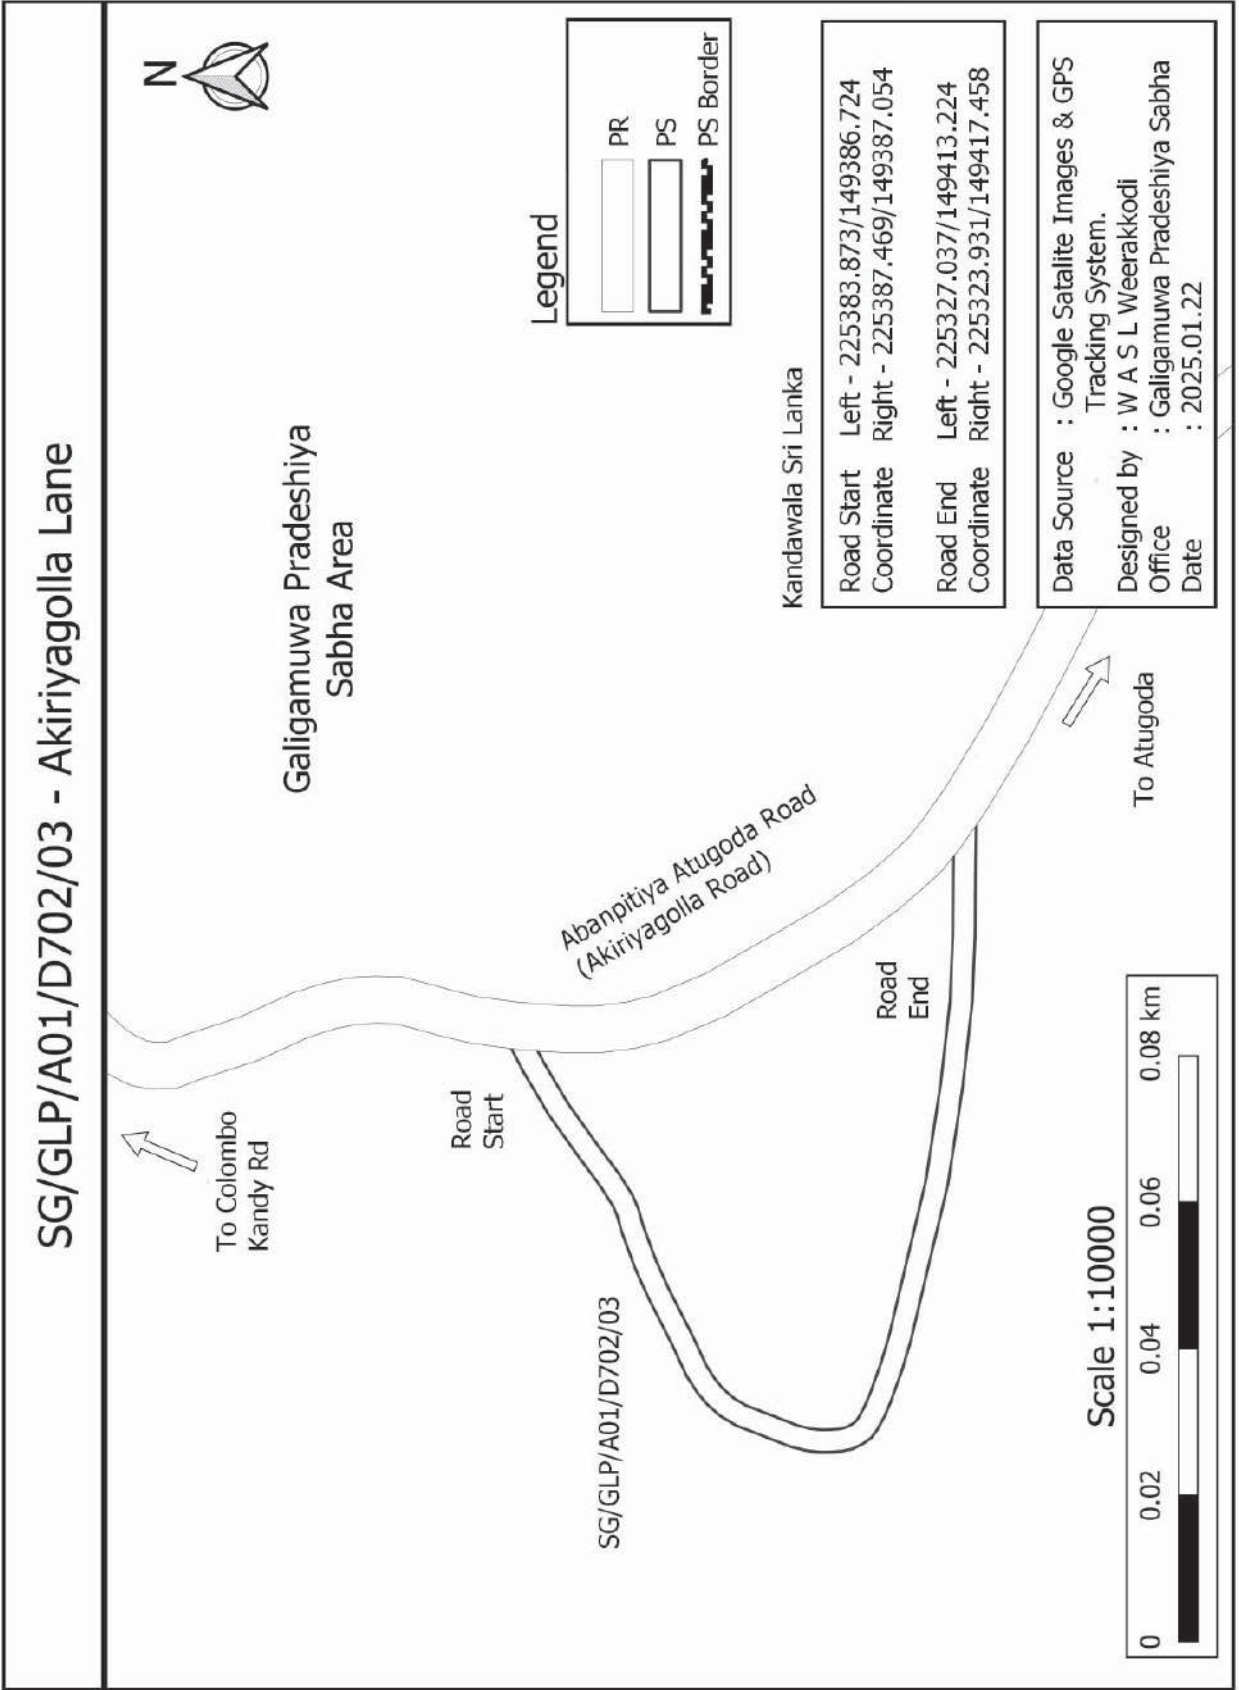 SG/GLP/A01/D702/03 - Akiriyagolla Lane
N
Galigamuwa Pradeshiya
Sabha Area
To Colombo
Kandy Rd
Road
Start
Abanpitiya Atugoda Road
(Akiriyagolla Road)
SG/GLP/A01/D702/03
Road
End
To Atugoda
Legend
PR
PS
PS Border
Kandawala Sri Lanka
Road Start Left - 225383.873/149386.724
Coordinate Right - 225387.469/149387.054
Road End Left - 225327.037/149413.224
Coordinate Right - 225323.931/149417.458
Data Source : Google Satalite Images & GPS
Tracking System.
Designed by : W A S L Weerakkodi
Office : Galigamuwa Pradeshiya Sabha
Date : 2025.01.22
Scale 1:10000
0 0.02 0.04 0.06 0.08 km